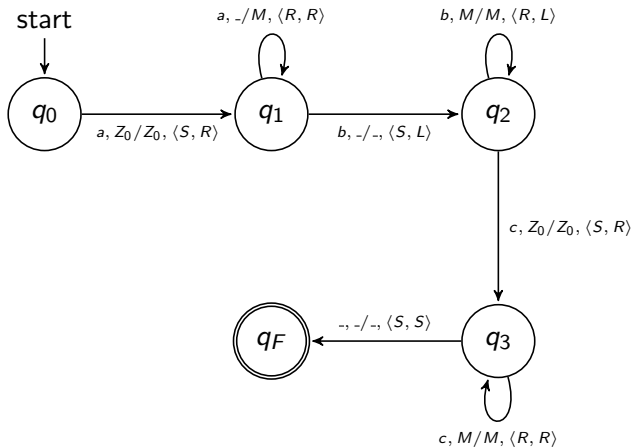 start
a, _/M, ⟨R, R⟩
b, M/M, ⟨R, L⟩
q0
q1
q2
a, Z0/Z0, ⟨S, R⟩
b, _/_, ⟨S, L⟩
c, Z0/Z0, ⟨S, R⟩
_, _/_, ⟨S, S⟩
qF
q3
c, M/M, ⟨R, R⟩